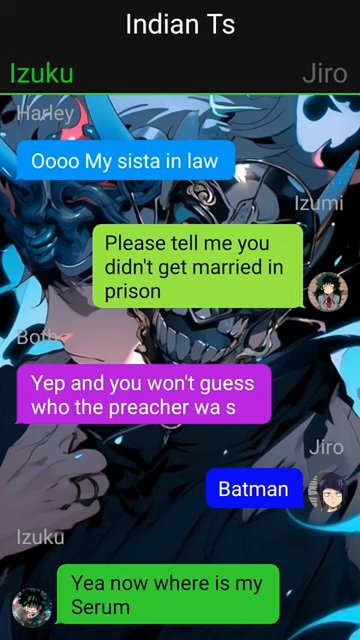 Indian Ts
Izuku
Jiro
Harley
Oooo My sista in law
Izumi
Please tell me you
didn't get married in
prison
Both
Yep and you won't guess
who the preacher wa s
Jiro
Batman
Izuku
Yea now where is my
Serum